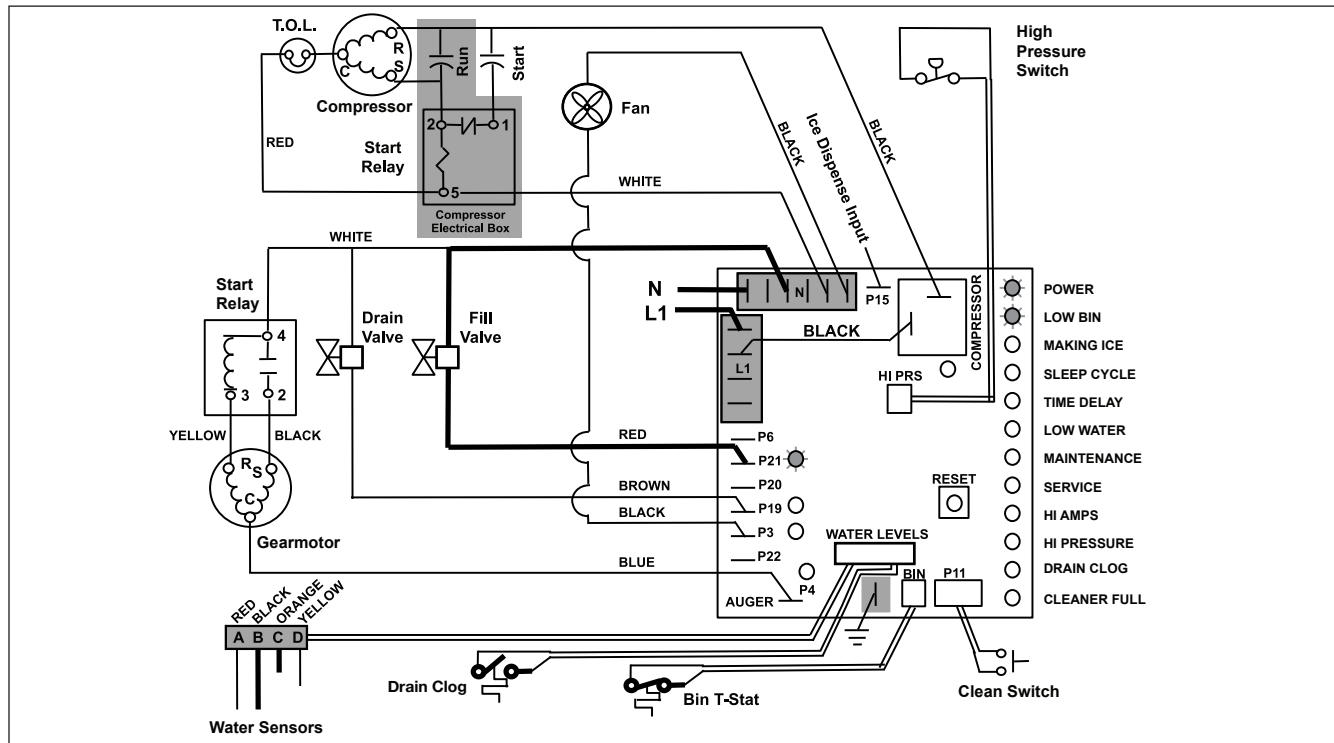 T.O.L.
R
S
C
Compressor
Run
Start
Fan
High
Pressure
Switch
2
1
RED
Start
Relay
5
WHITE
BLACK
Ice Dispense Input
BLACK
Compressor
Electrical Box
WHITE
Start
Relay
4
3
2
Drain
Valve
Fill
Valve
N
N
L1
L1
P15
COMPRESSOR
BLACK
HI PRS
POWER
LOW BIN
MAKING ICE
SLEEP CYCLE
TIME DELAY
LOW WATER
MAINTENANCE
SERVICE
HI AMPS
HI PRESSURE
DRAIN CLOG
CLEANER FULL
YELLOW
BLACK
R
S
C
Gearmotor
RED
P6
P21
BROWN
P20
P19
BLACK
P3
P22
BLUE
P4
AUGER
RESET
WATER LEVELS
BIN
P11
RED
BLACK
ORANGE
YELLOW
A B C D
Water Sensors
Drain Clog
Bin T-Stat
Clean Switch